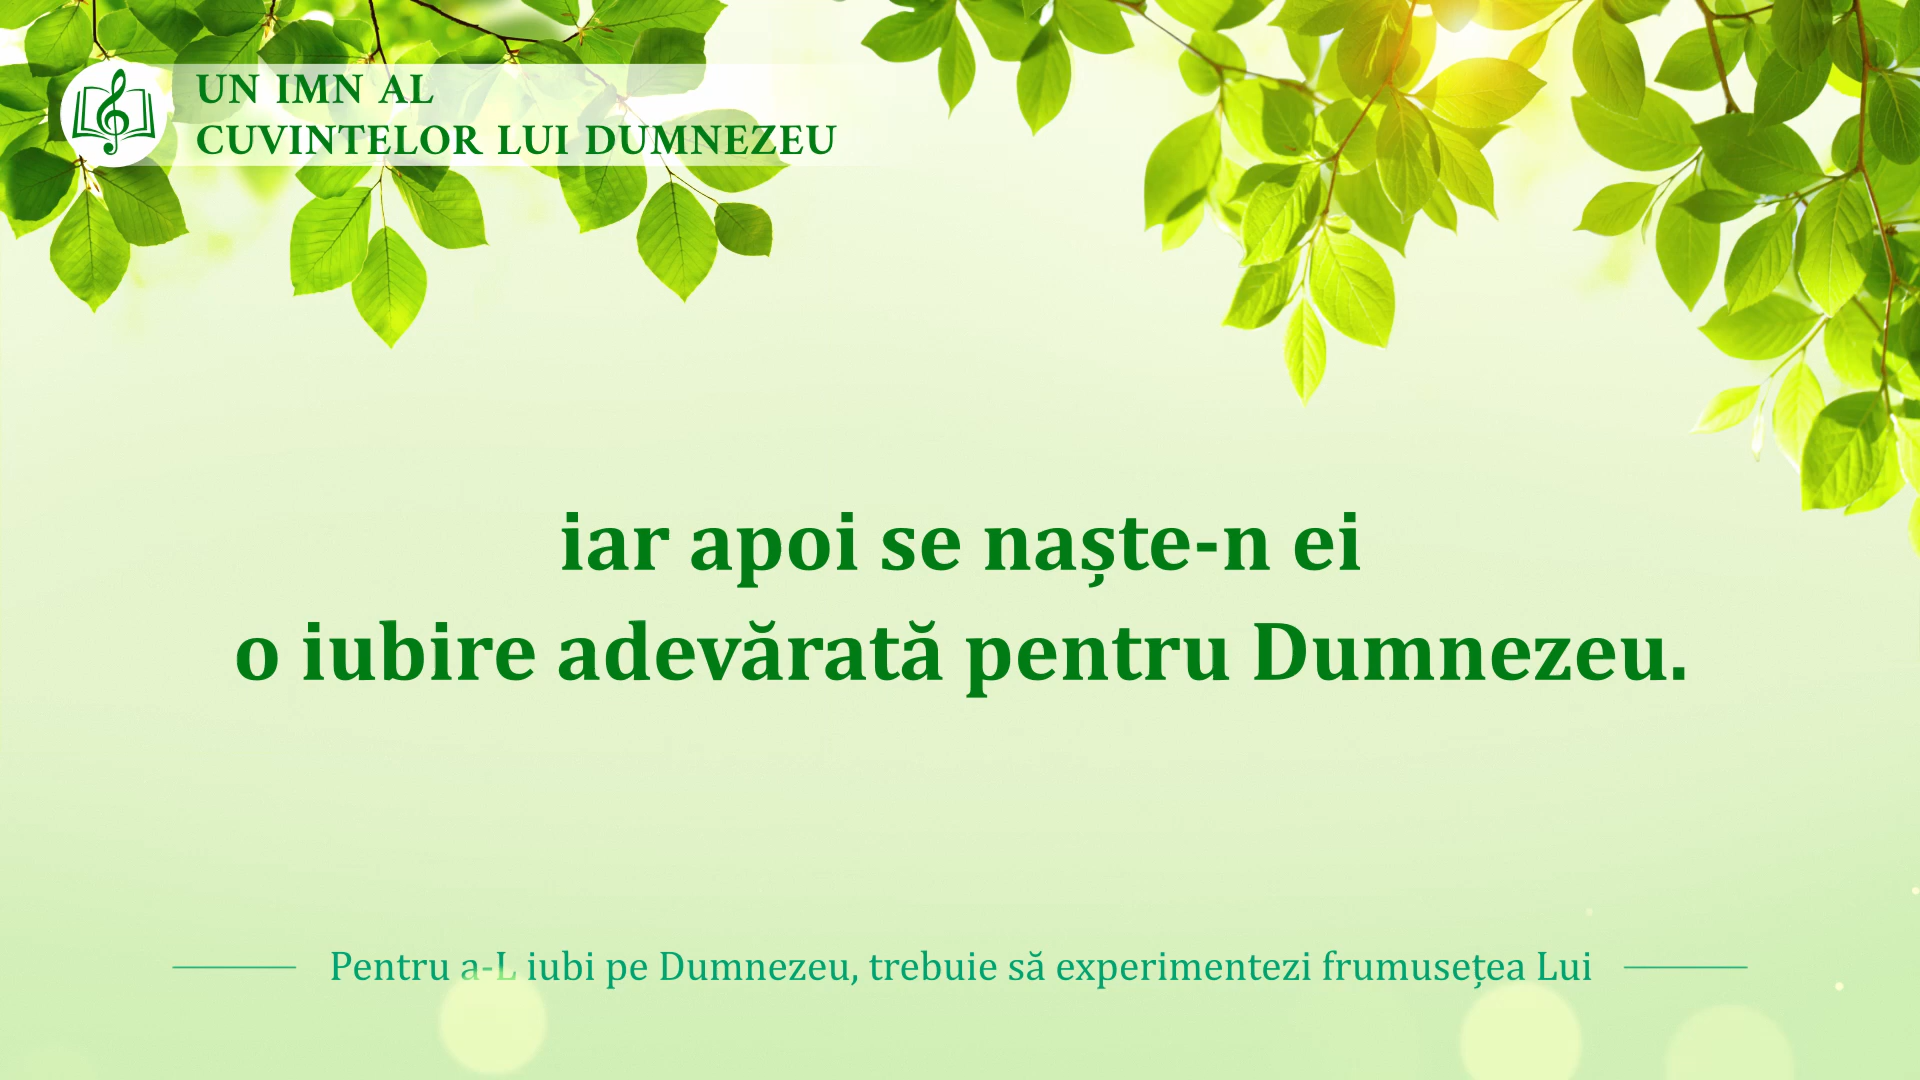 UN IMN AL
CUVINTELOR LUI DUMNEZEU
iar apoi se naște-n ei
o iubire adevărată pentru Dumnezeu.
Pentru a-L iubi pe Dumnezeu, trebuie să experimentezi frumusețea Lui